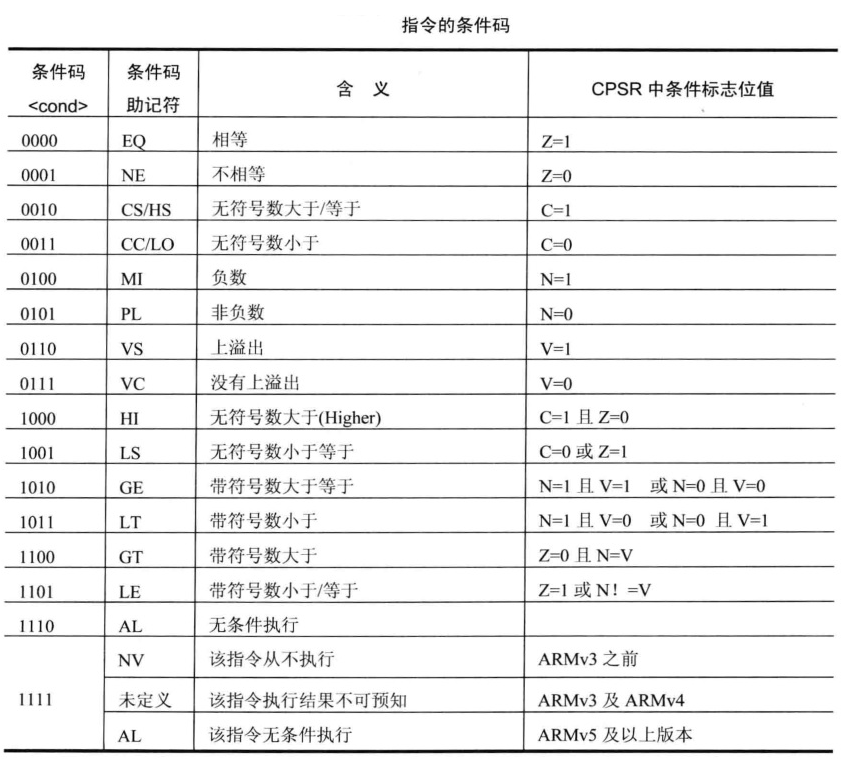 指令的条件码
条件码 <cond> 条件码助记符 含 义 CPSR 中条件标志位值
0000 EQ 相等 Z=1
0001 NE 不相等 Z=0
0010 CS/HS 无符号数大于/等于 C=1
0011 CC/LO 无符号数小于 C=0
0100 MI 负数 N=1
0101 PL 非负数 N=0
0110 VS 上溢出 V=1
0111 VC 没有上溢出 V=0
1000 HI 无符号数大于(Higher) C=1 且 Z=0
1001 LS 无符号数小于等于 C=0 或 Z=1
1010 GE 带符号数大于等于 N=1 且 V=1 或 N=0 且 V=0
1011 LT 带符号数小于 N=1 且 V=0 或 N=0 且 V=1
1100 GT 带符号数大于 Z=0 且 N=V
1101 LE 带符号数小于/等于 Z=1 或 N！=V
1110 AL 无条件执行
1111 NV 该指令从不执行 ARMv3 之前
未定义 该指令执行结果不可预知 ARMv3 及 ARMv4
AL 该指令无条件执行 ARMv5 及以上版本